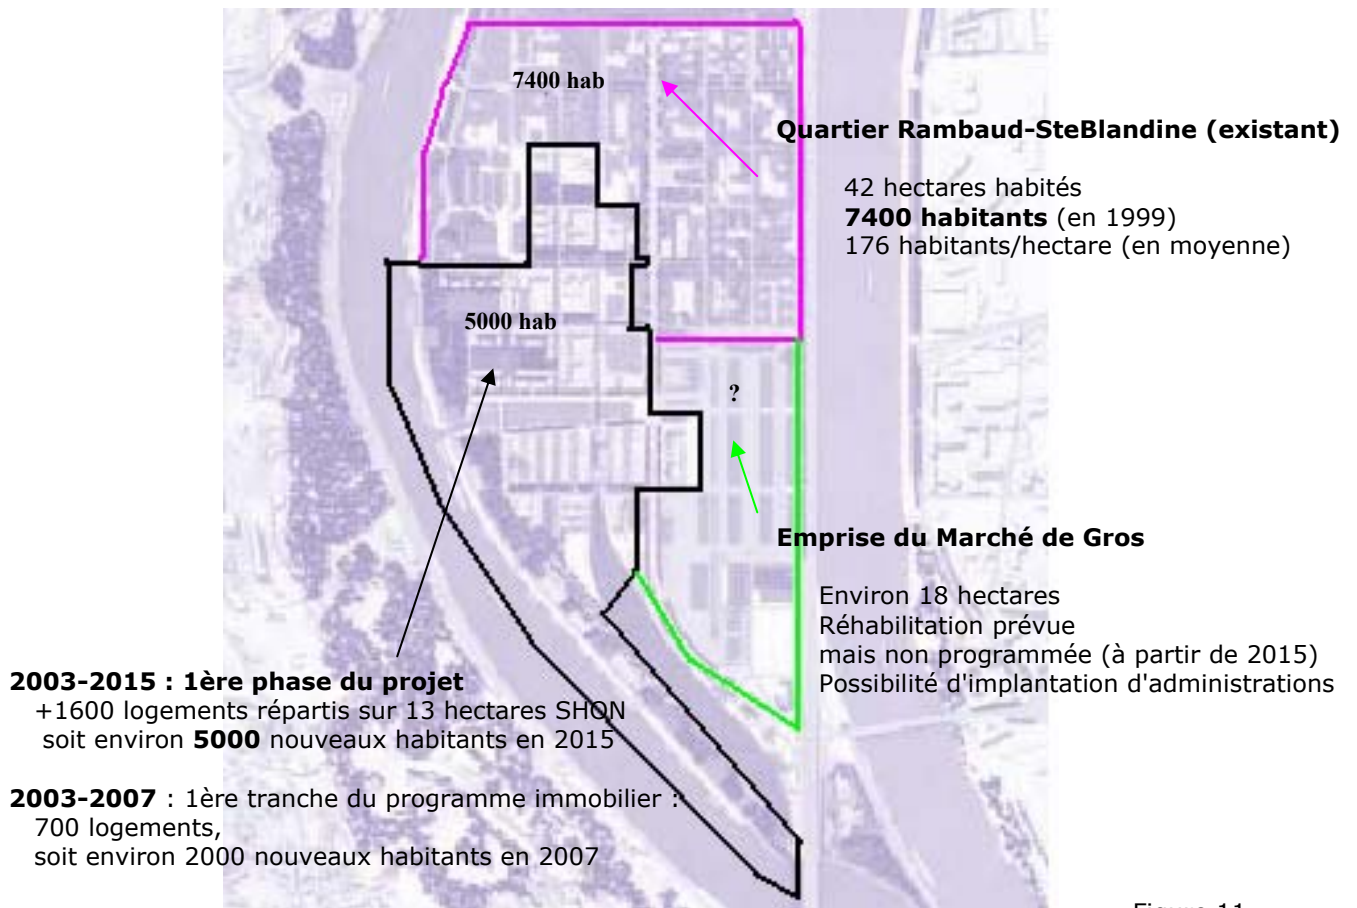 7400 hab
Quartier Rambaud-SteBlandine (existant)
42 hectares habités
7400 habitants (en 1999)
176 habitants/hectare (en moyenne)
5000 hab
?
Emprise du Marché de Gros
Environ 18 hectares
Réhabilitation prévue
mais non programmée (à partir de 2015)
Possibilité d'implantation d'administrations
2003-2015 : 1ère phase du projet
+1600 logements répartis sur 13 hectares SHON
soit environ 5000 nouveaux habitants en 2015
2003-2007 : 1ère tranche du programme immobilier :
700 logements,
soit environ 2000 nouveaux habitants en 2007
Figure 11